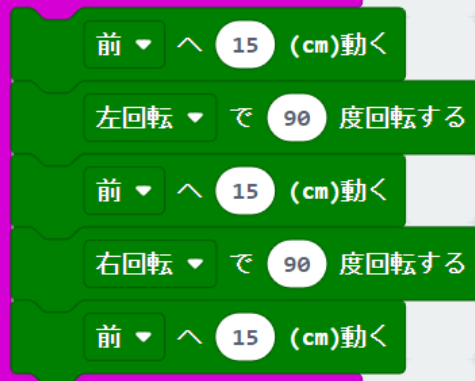 前 へ 15 (cm)動く
左回転 で 90 度回転する
前 へ 15 (cm)動く
右回転 で 90 度回転する
前 へ 15 (cm)動く